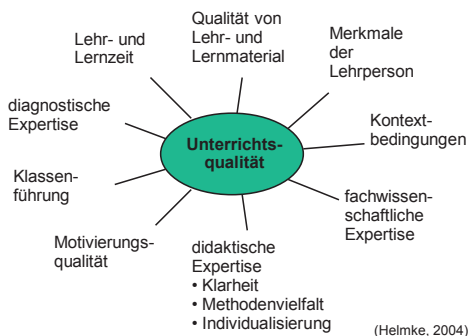 Qualität von
Lehr- und
Lernmaterial
Lehr- und
Lernzeit
Merkmale
der
Lehrperson
diagnostische
Expertise
Unterrichts-
qualität
Kontext-
bedingungen
Klassen-
führung
fachwissen-
schaftliche
Expertise
Motivierungs-
qualität
didaktische
Expertise
• Klarheit
• Methodenvielfalt
• Individualisierung
(Helmke, 2004)